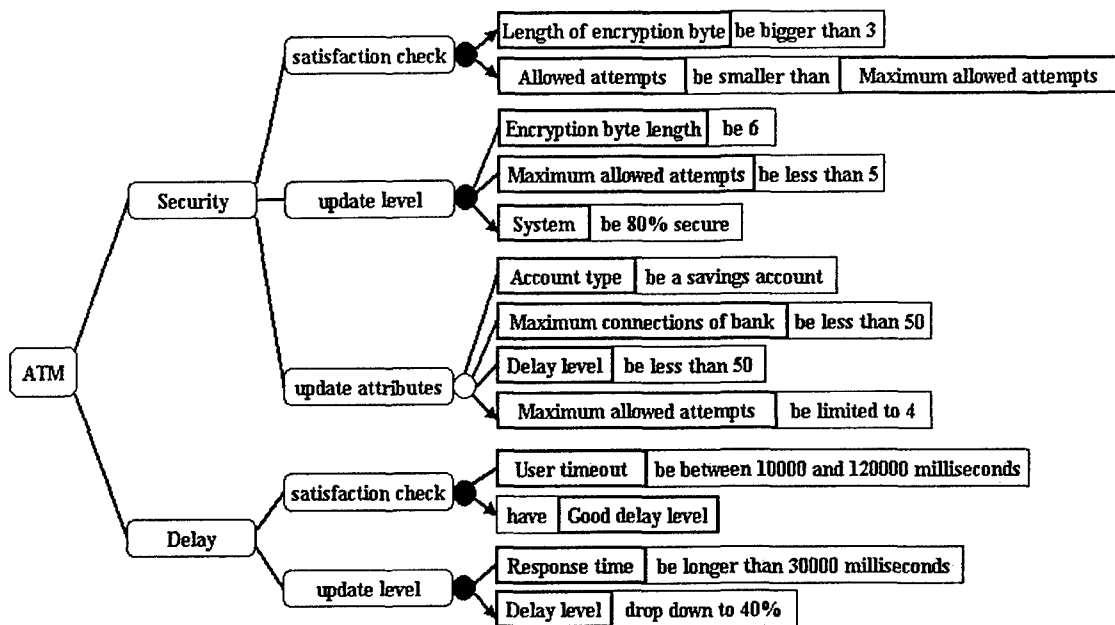 ATM
Security
satisfaction check
Length of encryption byte be bigger than 3
Allowed attempts be smaller than Maximum allowed attempts
update level
Encryption byte length be 6
Maximum allowed attempts be less than 5
System be 80% secure
update attributes
Account type be a savings account
Maximum connections of bank be less than 50
Delay level be less than 50
Maximum allowed attempts be limited to 4
Delay
satisfaction check
User timeout be between 10000 and 120000 milliseconds
have Good delay level
update level
Response time be longer than 30000 milliseconds
Delay level drop down to 40%